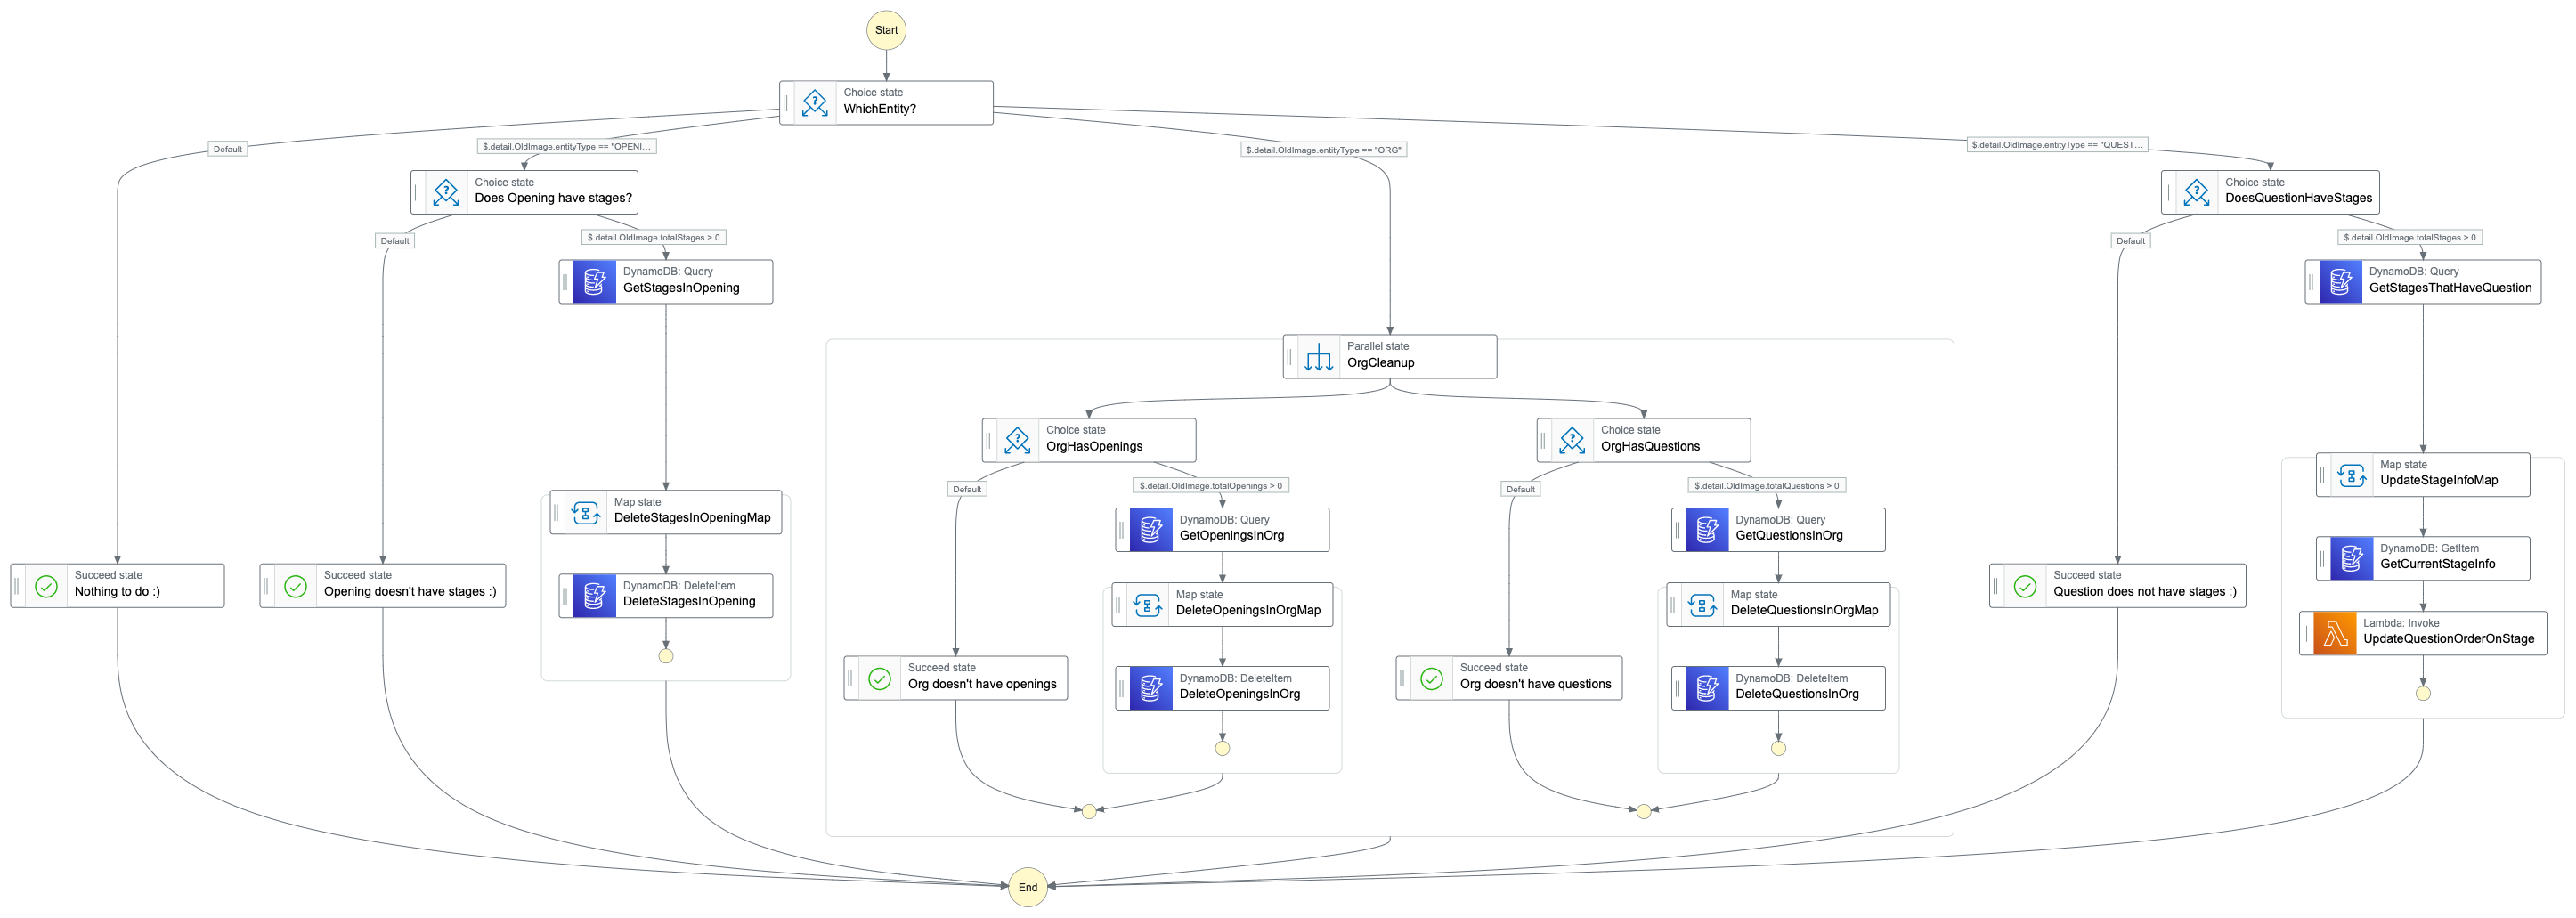 Start
Choice state
WhichEntity?
Default
$.detail.OldImage.entityType == "OPENI...
$.detail.OldImage.entityType == "ORG"
$.detail.OldImage.entityType == "QUEST...
Choice state
Does Opening have stages?
Choice state
DoesQuestionHaveStages
Default
$.detail.OldImage.totalStages > 0
Default
$.detail.OldImage.totalStages > 0
DynamoDB: Query
GetStagesInOpening
DynamoDB: Query
GetStagesThatHaveQuestion
Parallel state
OrgCleanup
Choice state
OrgHasOpenings
Choice state
OrgHasQuestions
Map state
UpdateStageInfoMap
Default
$.detail.OldImage.totalOpenings > 0
Default
$.detail.OldImage.totalQuestions > 0
Map state
DeleteStagesInOpeningMap
DynamoDB: Query
GetOpeningsInOrg
DynamoDB: Query
GetQuestionsInOrg
DynamoDB: GetItem
GetCurrentStageInfo
Succeed state
Nothing to do :)
Succeed state
Opening doesn't have stages :)
DynamoDB: DeleteItem
DeleteStagesInOpening
Map state
DeleteOpeningsInOrgMap
Map state
DeleteQuestionsInOrgMap
Succeed state
Question does not have stages :)
Lambda: Invoke
UpdateQuestionOrderOnStage
Succeed state
Org doesn't have openings
DynamoDB: DeleteItem
DeleteOpeningsInOrg
Succeed state
Org doesn't have questions
DynamoDB: DeleteItem
DeleteQuestionsInOrg
End